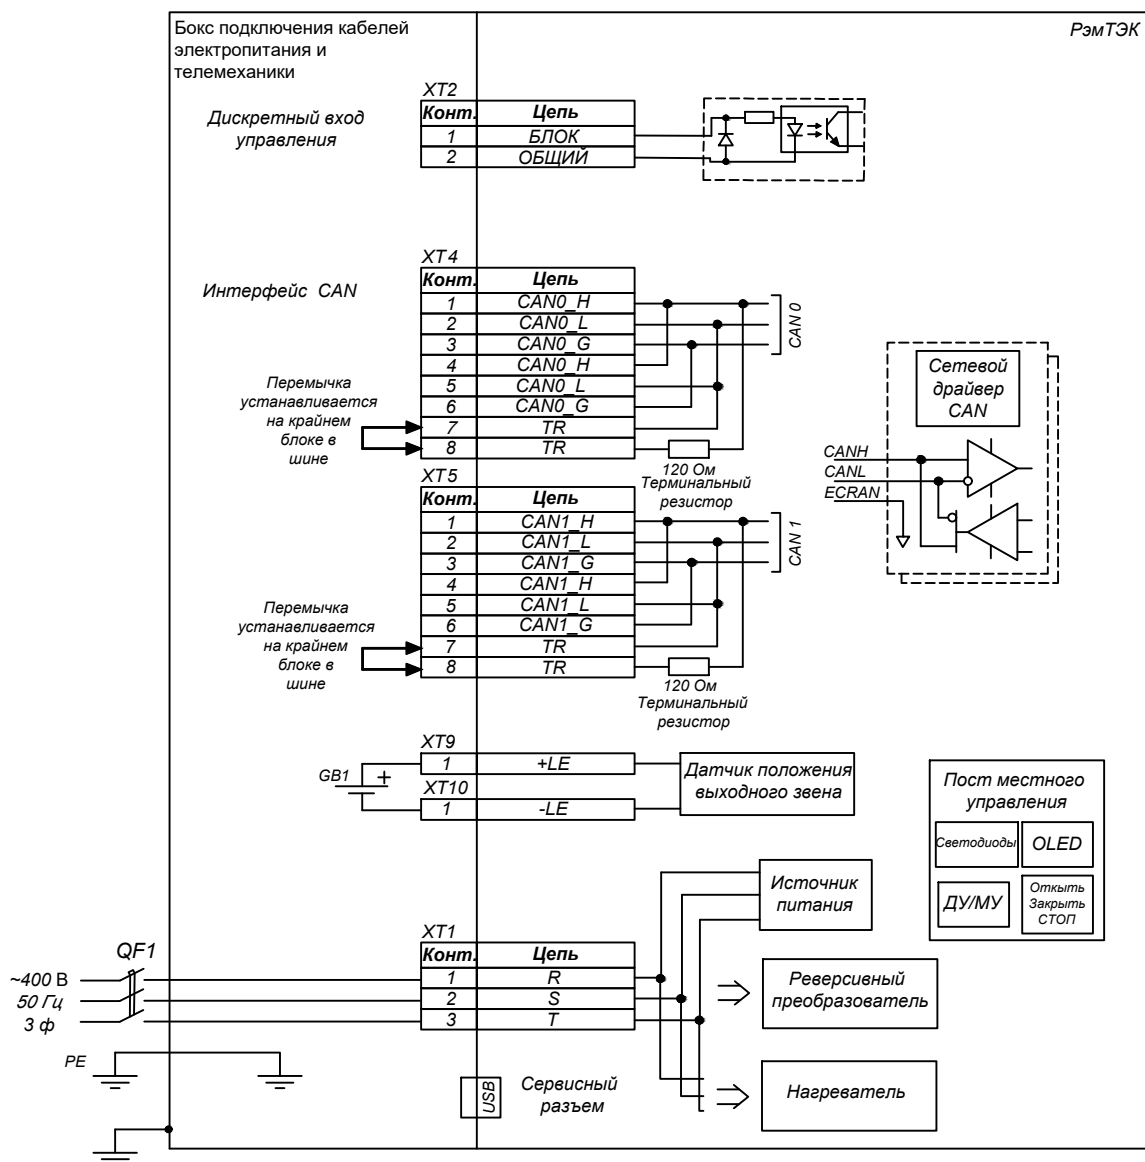 Бокс подключения кабелей
электропитания и
телемеханики
РэмТЭК
Дискретный вход
управления
XT2
Конт. Цепь
1 БЛОК
2 ОБЩИЙ
Интерфейс CAN
XT4
Конт. Цепь
1 CAN0_H
2 CAN0_L
3 CAN0_G
4 CAN0_H
5 CAN0_L
6 CAN0_G
7 TR
8 TR
CAN 0
Перемычка
устанавливается
на крайнем
блоке в
шине
120 Ом
Терминальный
резистор
Сетевой
драйвер
CAN
CANH
CANL
ECRAN
XT5
Конт. Цепь
1 CAN1_H
2 CAN1_L
3 CAN1_G
4 CAN1_H
5 CAN1_L
6 CAN1_G
7 TR
8 TR
CAN 1
Перемычка
устанавливается
на крайнем
блоке в
шине
120 Ом
Терминальный
резистор
XT9
1 +LE
GB1 +
XT10
1 -LE
Датчик положения
выходного звена
Пост местного
управления
Светодиоды OLED
ДУ/МУ
Откыть
Закрыть
СТОП
Источник
питания
XT1
Конт. Цепь
1 R
2 S
3 T
QF1
~400 В
50 Гц
3 ф
PE
Реверсивный
преобразователь
Нагреватель
USB
Сервисный
разъем